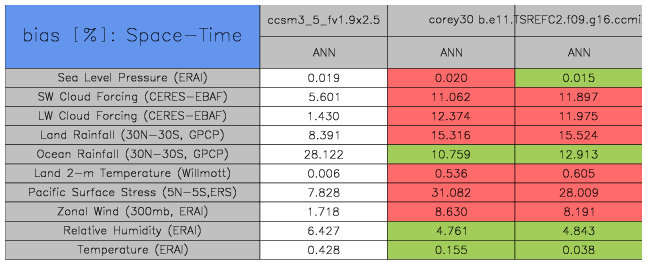 bias [%]: Space-Time ccsm3_5_fv1.9x2.5 corey30 b.e11.TSREFC2.f09.g16.ccmi
ANN ANN ANN
Sea Level Pressure (ERAI) 0.019 0.020 0.015
SW Cloud Forcing (CERES-EBAF) 5.601 11.062 11.897
LW Cloud Forcing (CERES-EBAF) 1.430 12.374 11.975
Land Rainfall (30N-30S, GPCP) 8.391 15.316 15.524
Ocean Rainfall (30N-30S, GPCP) 28.122 10.759 12.913
Land 2-m Temperature (Willmott) 0.006 0.536 0.605
Pacific Surface Stress (5N-5S,ERS) 7.828 31.082 28.009
Zonal Wind (300mb, ERAI) 1.718 8.630 8.191
Relative Humidity (ERAI) 6.427 4.761 4.843
Temperature (ERAI) 0.428 0.155 0.038